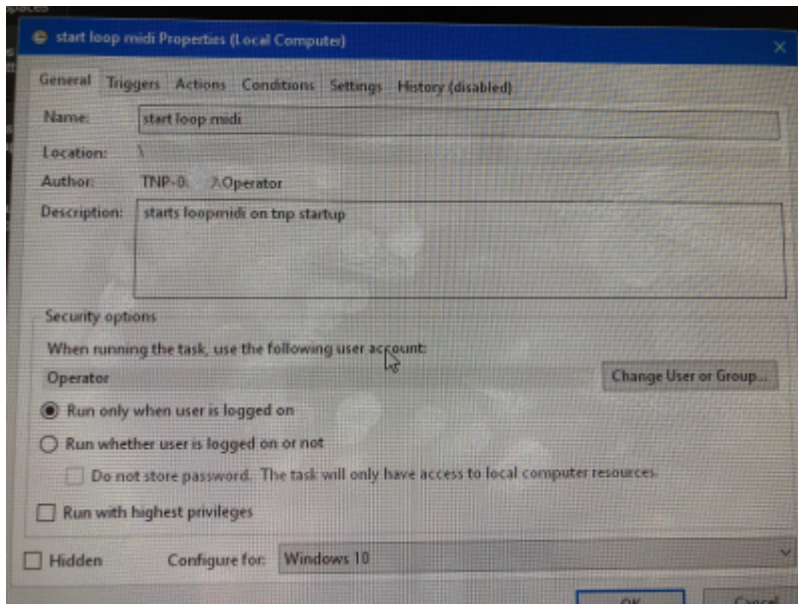 start loop midi Properties (Local Computer)
General Triggers Actions Conditions Settings History (disabled)
Name: start loop midi
Location: \
Author: \Operator
Description: starts loopmidi on tnp startup
Security options
When running the task, use the following user account:
Operator Change User or Group...
Run only when user is logged on
Run whether user is logged on or not
Do not store password. The task will only have access to local computer resources.
Run with highest privileges
Hidden Configure for: Windows 10
OK Cancel